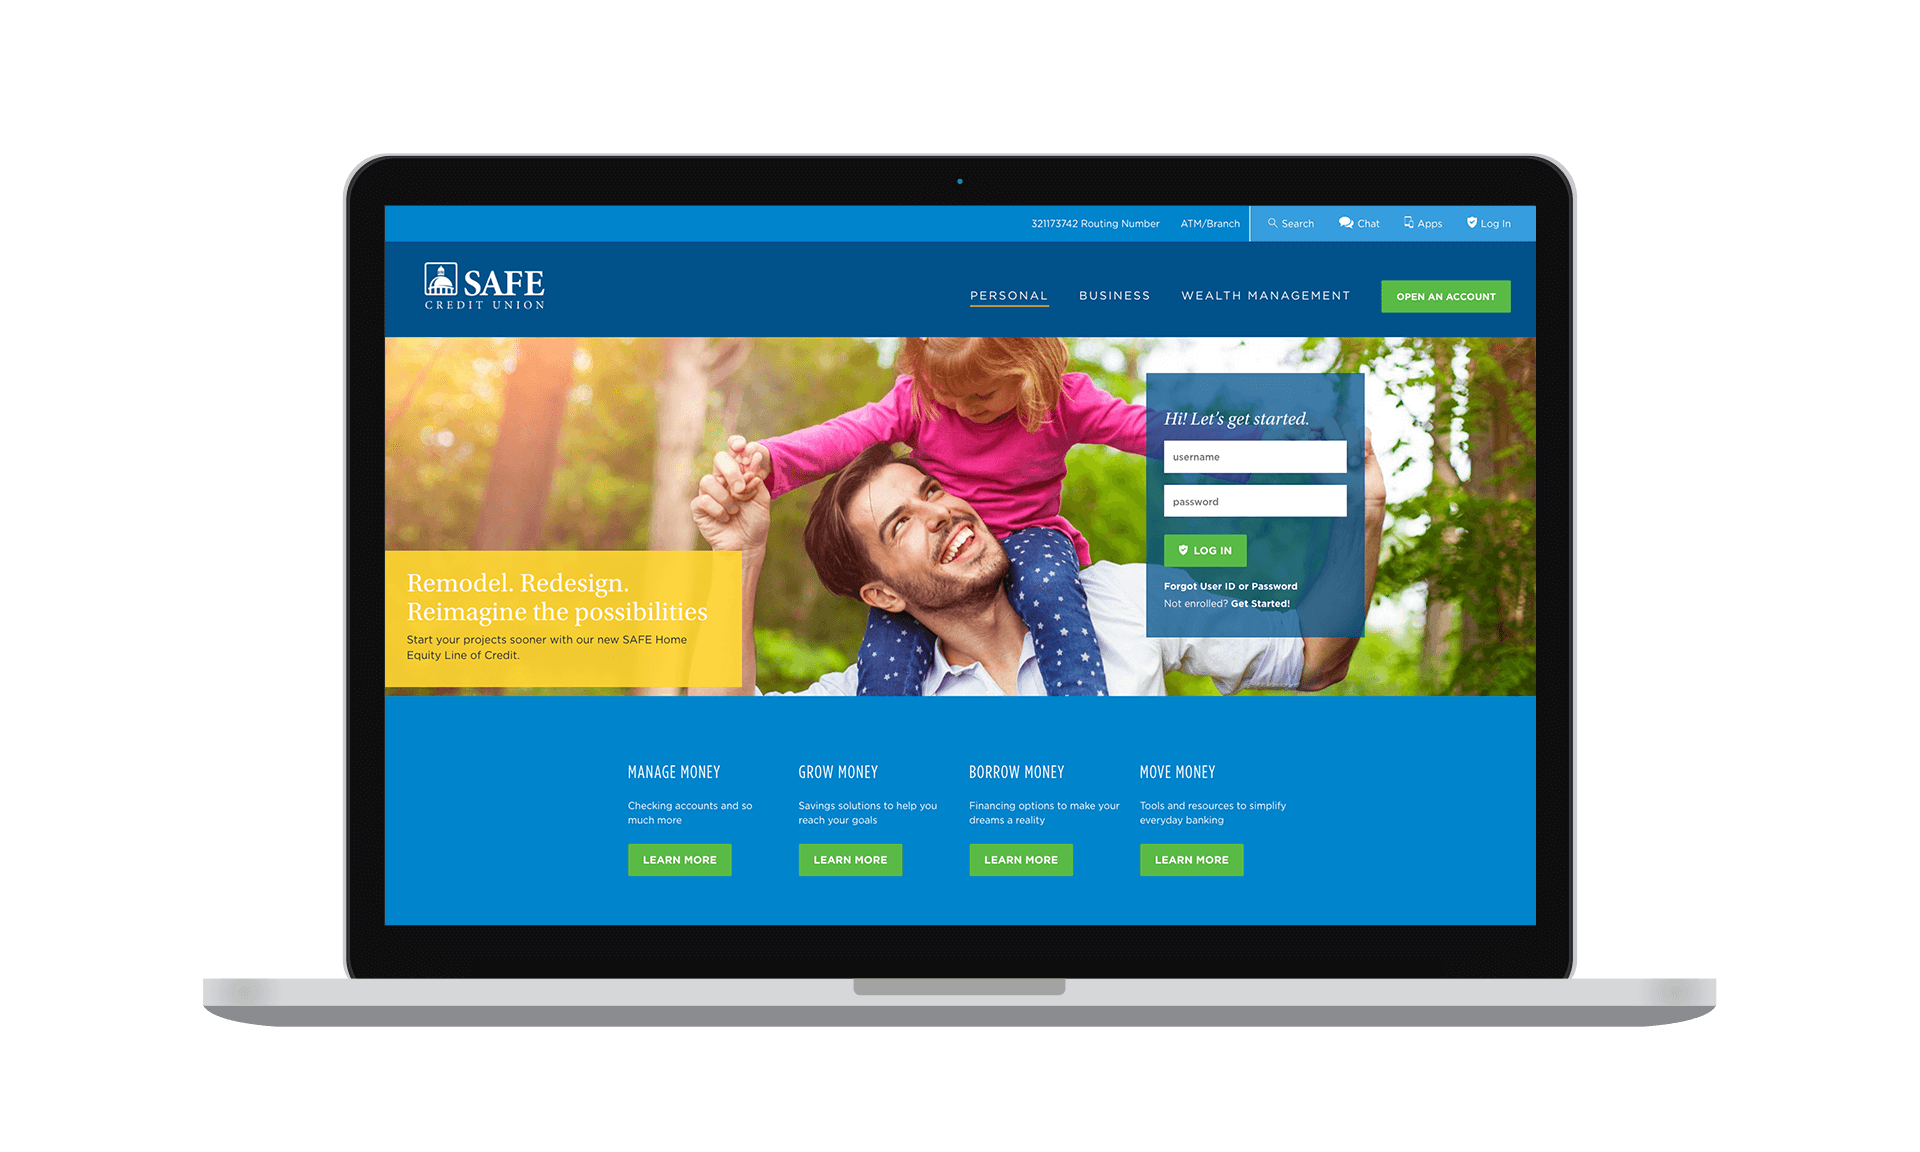 321173742 Routing Number
ATM/Branch
Search
Chat
Apps
Log In
SAFE
CREDIT UNION
PERSONAL
BUSINESS
WEALTH MANAGEMENT
OPEN AN ACCOUNT
Hi! Let's get started.
username
password
LOG IN
Forgot User ID or Password
Not enrolled? Get Started!
Remodel. Redesign.
Reimagine the possibilities
Start your projects sooner with our new SAFE Home
Equity Line of Credit.
MANAGE MONEY
Checking accounts and so
much more
LEARN MORE
GROW MONEY
Savings solutions to help you
reach your goals
LEARN MORE
BORROW MONEY
Financing options to make your
dreams a reality
LEARN MORE
MOVE MONEY
Tools and resources to simplify
everyday banking
LEARN MORE